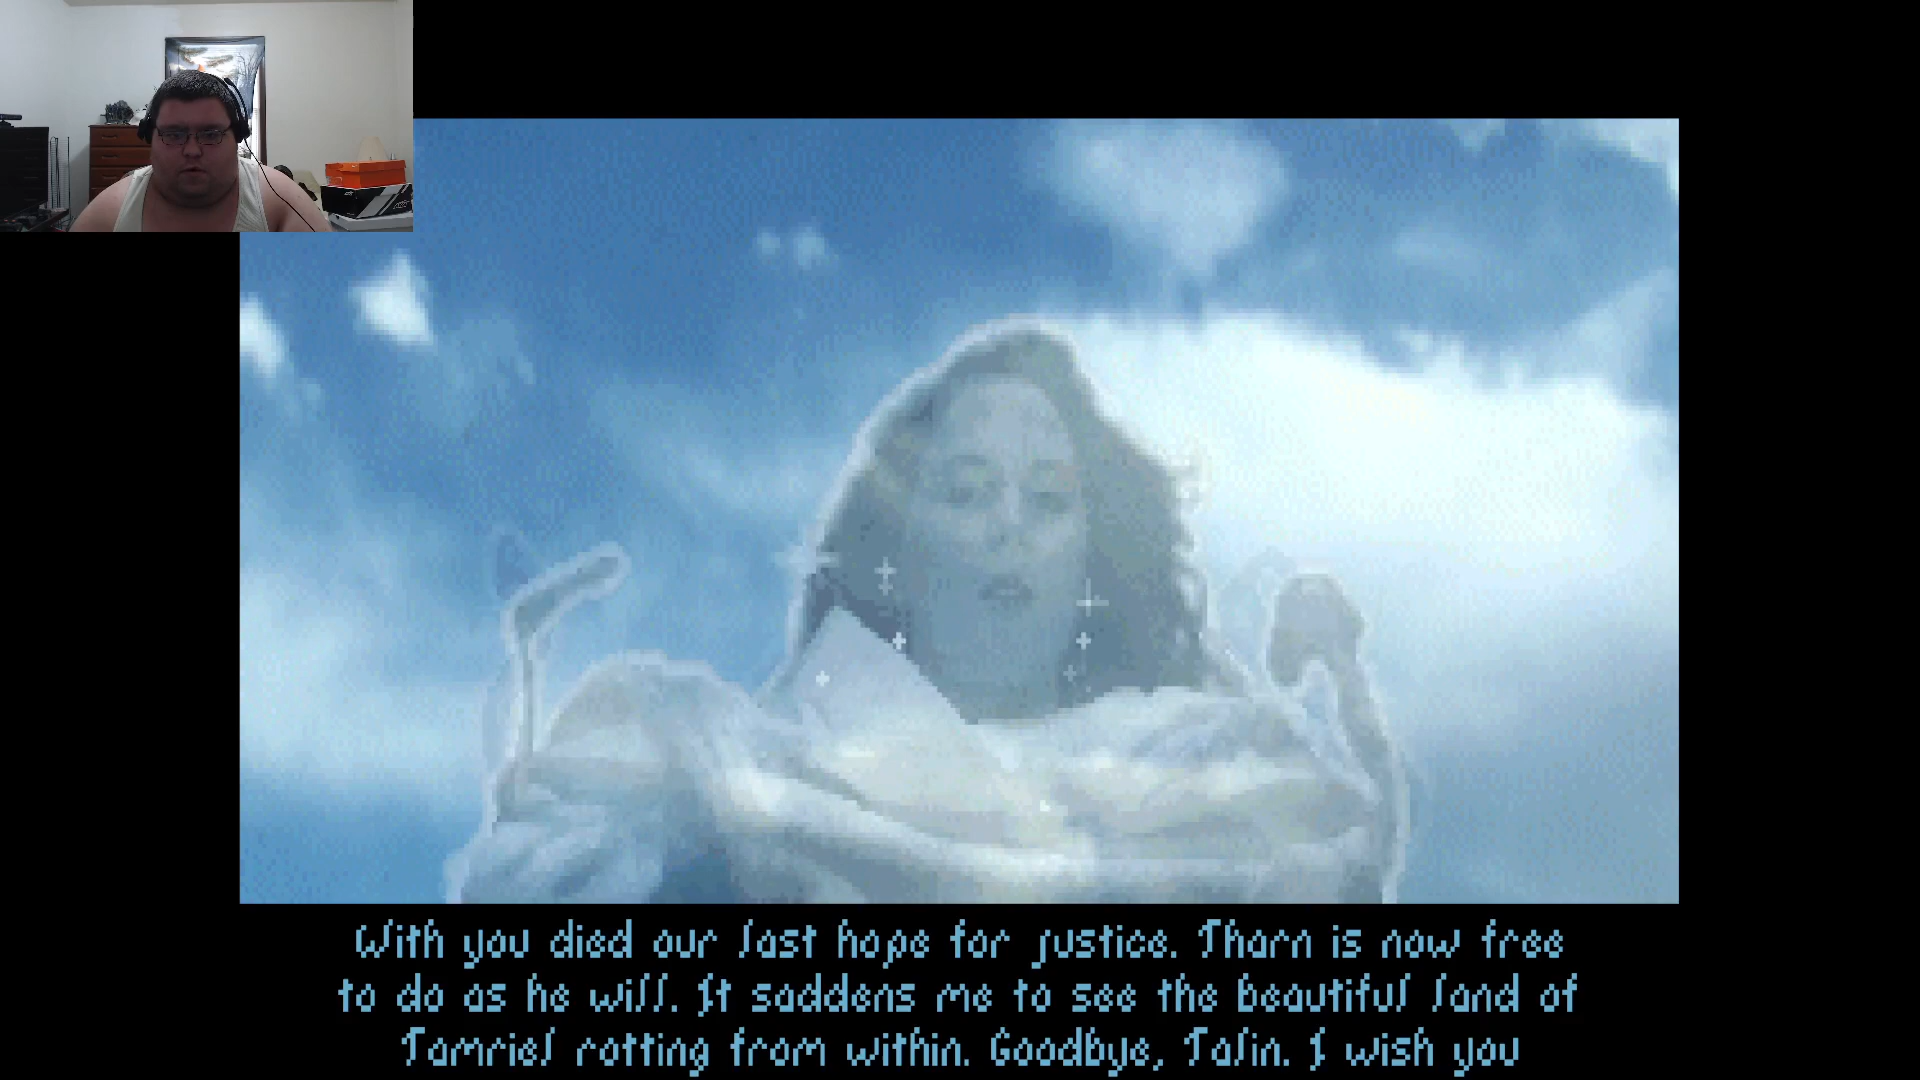 With you died our last hope for justice. Tharn is now free
to do as he will. It saddens me to see the beautiful land of
Tamriel rotting from within. Goodbye, Talin. I wish you